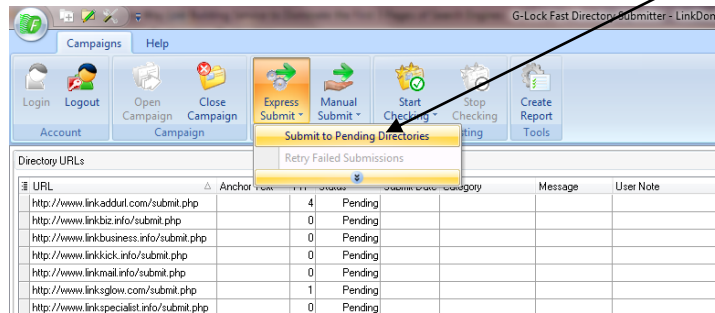 G-Lock Fast Directory Submitter - LinkDon
Campaigns Help
Login Logout Open Campaign Close Campaign Express Submit Manual Submit Start Checking Stop Checking Create Report
Account Campaign sting Tools
Submit to Pending Directories
Retry Failed Submissions
Directory URLs
URL Anchor Text PR Status Submit Date Category Message User Note
http://www.linkaddurl.com/submit.php 4 Pending
http://www.linkbiz.info/submit.php 0 Pending
http://www.linkbusiness.info/submit.php 0 Pending
http://www.linkkick.info/submit.php 0 Pending
http://www.linkmail.info/submit.php 0 Pending
http://www.linksglow.com/submit.php 1 Pending
http://www.linkspecialist.info/submit.php 0 Pending